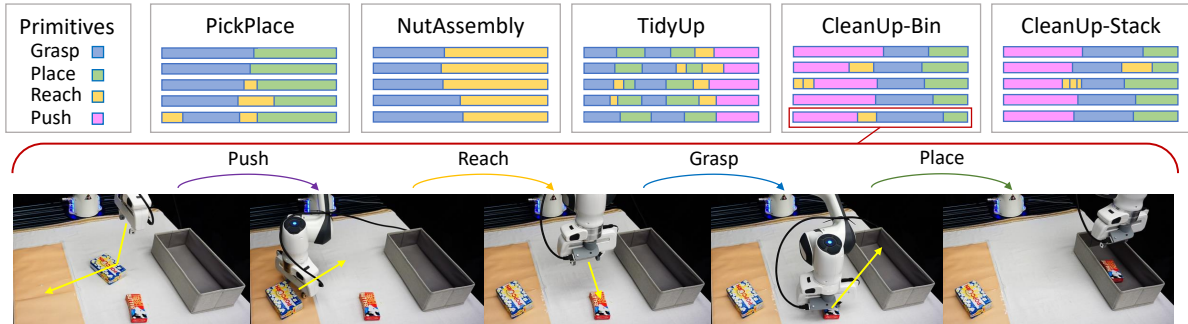 Primitives
Grasp
Place
Reach
Push
PickPlace
NutAssembly
TidyUp
CleanUp-Bin
CleanUp-Stack
Push
Reach
Grasp
Place